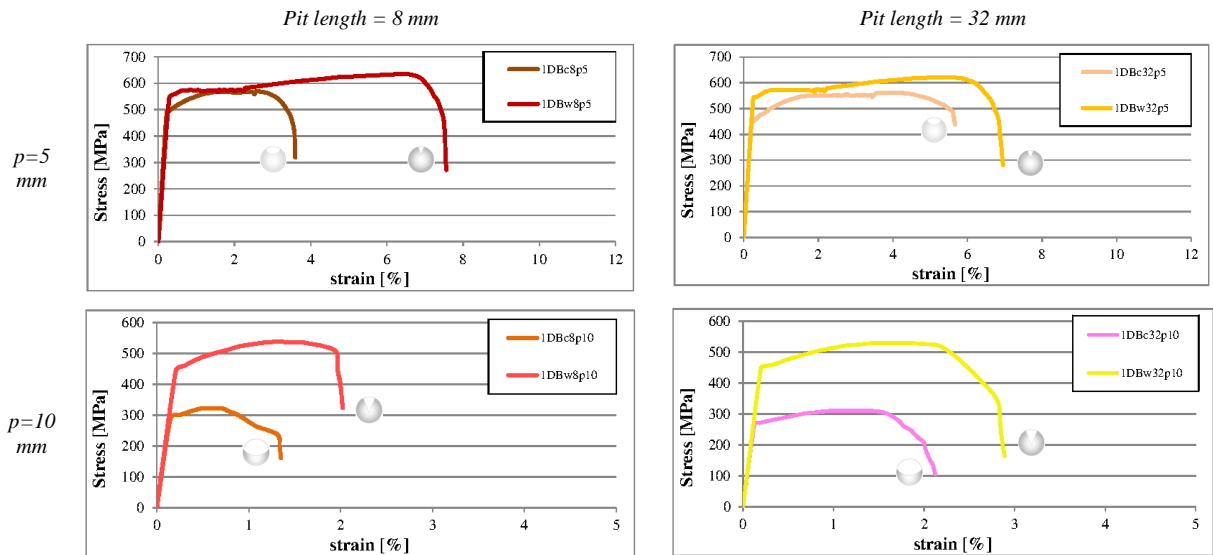 Pit length = 8 mm
Pit length = 32 mm
p=5
mm
Stress [MPa]
700
600
500
400
300
200
100
0
0 2 4 6 8 10 12
strain [%]
1DBc8p5
1DBw8p5
Stress [MPa]
700
600
500
400
300
200
100
0
0 2 4 6 8 10 12
strain [%]
1DBc32p5
1DBw32p5
p=10
mm
Stress [MPa]
600
500
400
300
200
100
0
0 1 2 3 4 5
strain [%]
1DBc8p10
1DBw8p10
Stress [MPa]
600
500
400
300
200
100
0
0 1 2 3 4 5
strain [%]
1DBc32p10
1DBw32p10